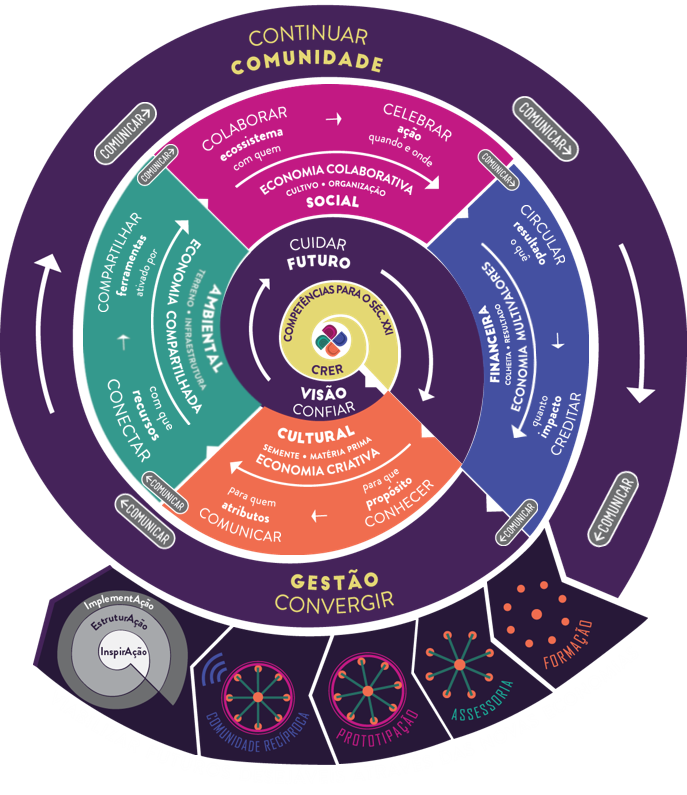 CONTINUAR
COMUNIDADE
COMUNICAR
COMUNICAR
COMUNICAR
COMUNICAR
COLABORAR
ecossistema
com quem
CELEBRAR
ação
quando e onde
ECONOMIA COLABORATIVA
CULTIVO • ORGANIZAÇÃO
SOCIAL
CIRCULAR
resultado
o quê
FINANCEIRA
COLHEITA • RESULTADO
ECONOMIA MULTIVALORES
quanto
impacto
CREDITAR
COMPARTILHAR
ferramentas
ativado por
AMBIENTAL
TERRENO • INFRAESTRUTURA
ECONOMIA COMPARTILHADA
com que
recursos
CONECTAR
CUIDAR
FUTURO
COMPETÊNCIAS PARA O SÉC. XXI
CRER
VISÃO
CONFIAR
CULTURAL
SEMENTE • MATÉRIA PRIMA
ECONOMIA CRIATIVA
para quem
atributos
COMUNICAR
para que
propósito
CONHECER
COMUNICAR
COMUNICAR
COMUNICAR
COMUNICAR
GESTÃO
CONVERGIR
ImplementAção
EstruturAção
InspirAção
COMUNIDADE RECÍPROCA
PROTOTIPAÇÃO
ASSESSORIA
FORMAÇÃO